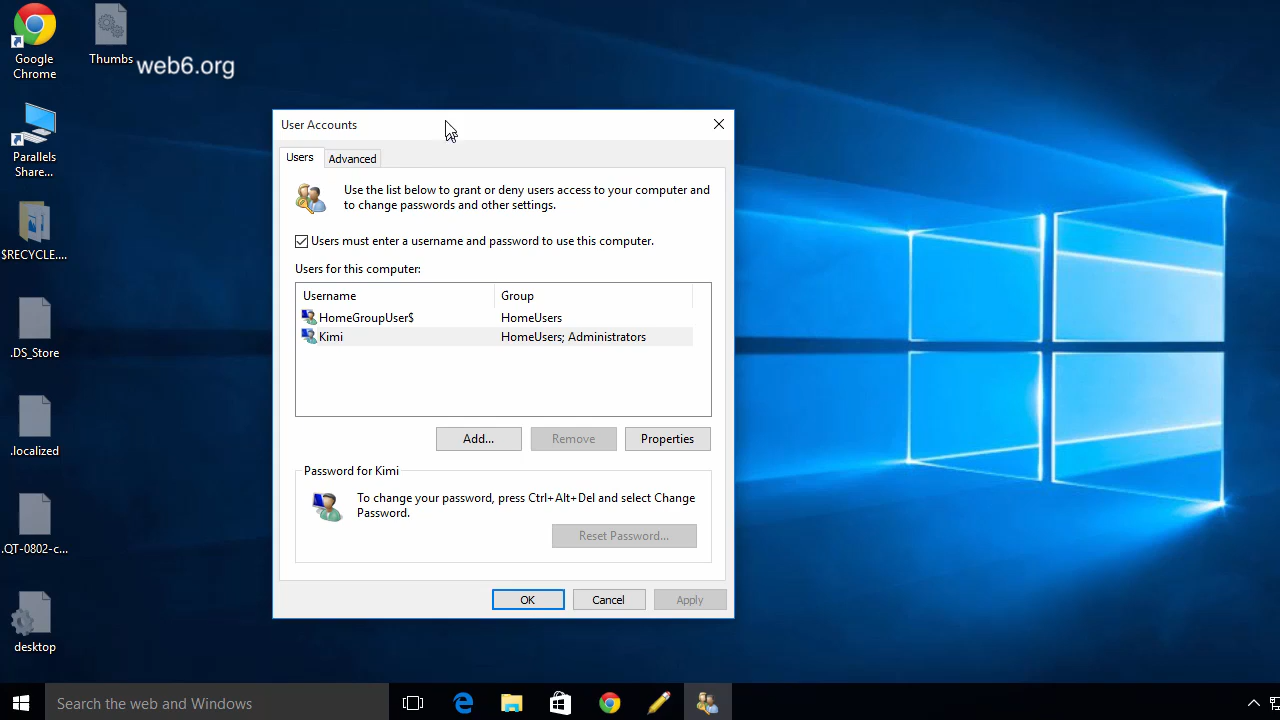 Google
Chrome
Thumbs
web6.org
Parallels
Share...
$RECYCLE....
.DS_Store
.localized
.QT-0802-c...
desktop
User Accounts
Users
Advanced
Use the list below to grant or deny users access to your computer and
to change passwords and other settings.
Users must enter a username and password to use this computer.
Users for this computer:
Username Group
HomeGroupUser$ HomeUsers
Kimi HomeUsers; Administrators
Add... Remove Properties
Password for Kimi
To change your password, press Ctrl+Alt+Del and select Change
Password.
Reset Password...
OK Cancel Apply
Search the web and Windows